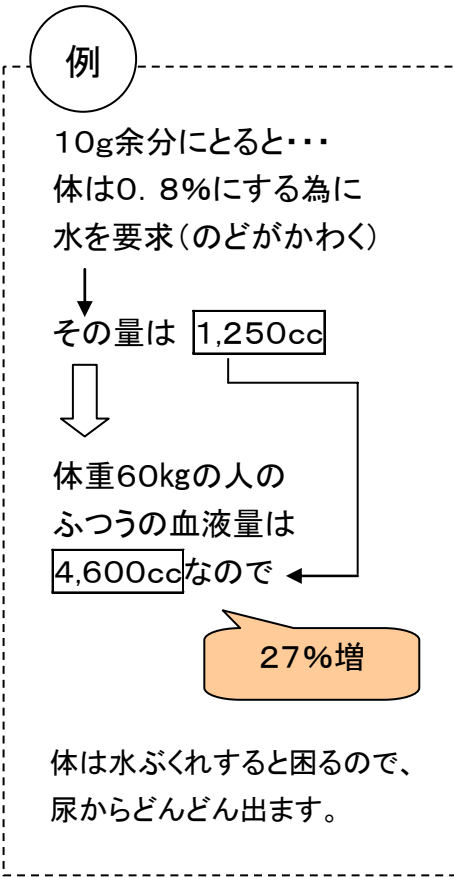 例
１０ｇ余分にとると・・・
体は０．８％にする為に
水を要求（のどがかわく）
その量は 1,250cc
体重６０㎏の人の
ふつうの血液量は
4,600ccなので
２７％増
体は水ぶくれすると困るので、
尿からどんどん出ます。